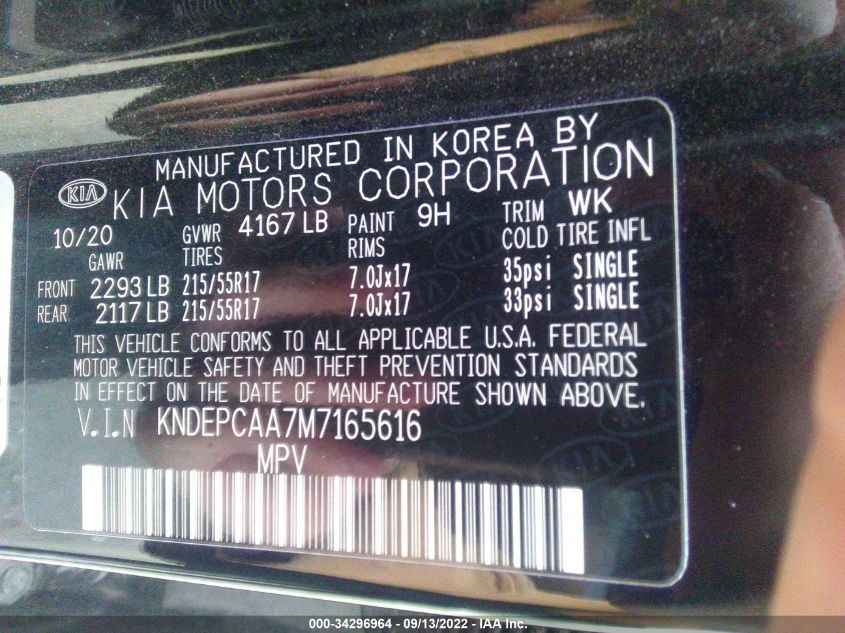 MANUFACTURED IN KOREA BY
KIA KIA MOTORS CORPORATION
10/20 GVWR 4167 LB PAINT 9H TRIM WK
GAWR TIRES RIMS COLD TIRE INFL
FRONT 2293 LB 215/55R17 7.0Jx17 35psi SINGLE
REAR 2117 LB 215/55R17 7.0Jx17 33psi SINGLE
THIS VEHICLE CONFORMS TO ALL APPLICABLE U.S.A. FEDERAL
MOTOR VEHICLE SAFETY AND THEFT PREVENTION STANDARDS
IN EFFECT ON THE DATE OF MANUFACTURE SHOWN ABOVE.
V.I.N KNDEPCAA7M7165616
MPV
000-34296964 - 09/13/2022 - IAA Inc.